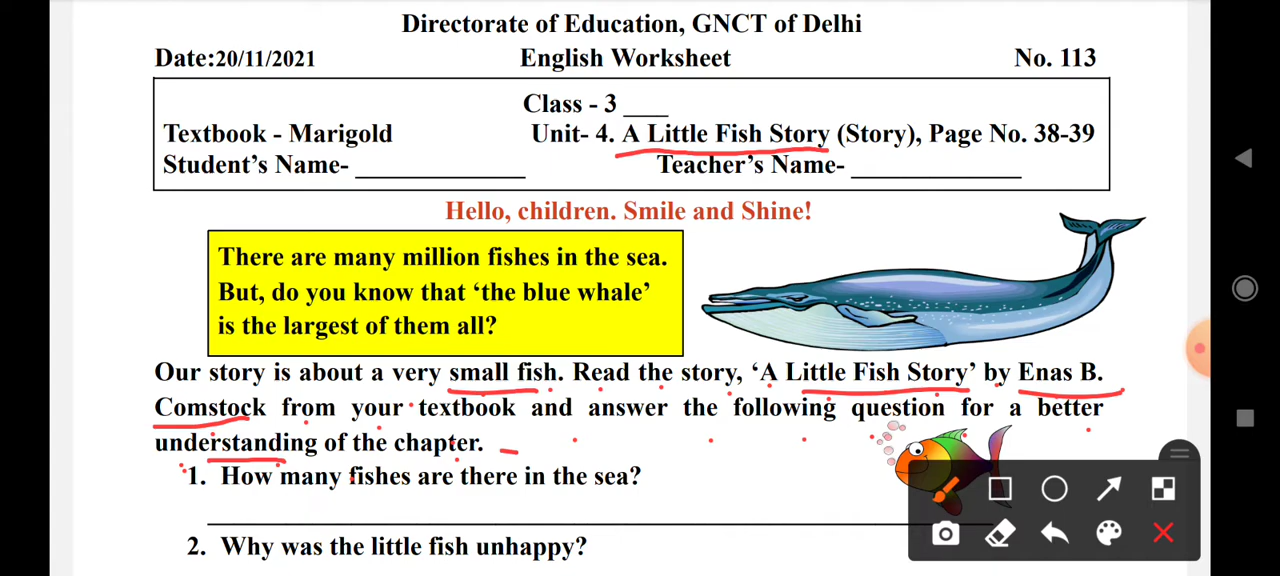 Directorate of Education, GNCT of Delhi
Date:20/11/2021 English Worksheet No. 113
Class - 3 ____
Textbook - Marigold Unit- 4. A Little Fish Story (Story), Page No. 38-39
Student's Name- ______________ Teacher's Name- ______________
Hello, children. Smile and Shine!
There are many million fishes in the sea.
But, do you know that ‘the blue whale’
is the largest of them all?
Our story is about a very small fish. Read the story, ‘A Little Fish Story’ by Enas B.
Comstock from your textbook and answer the following question for a better
understanding of the chapter.
1. How many fishes are there in the sea?
2. Why was the little fish unhappy?